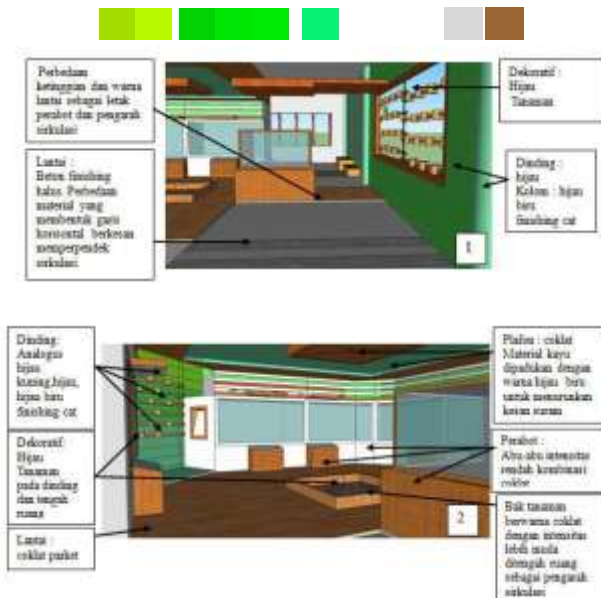 Perbedaan
ketinggian dan warna
lantai sebagai letak
perabot dan pengarah
sirkulasi
Lantai :
Beton finishing
halus. Perbedaan
material yang
membentuk garis
horisontal berkesan
memperpendek
sirkulasi
Dekoratif :
Hijau
Tanaman
Dinding :
hijau
Kolom : hijau
biru
finishing cat
1
Dinding:
Analogus
hijau
kuning,hijau,
hijau biru
finishing cat
Dekoratif:
Hijau
Tanaman
pada dinding
dan tengah
ruang
Lantai :
coklat parket
Plafon : coklat
Material kayu
dipadukan dengan
warna hijau biru
untuk menurunkan
kesan suram
Perabot :
Abu-abu intensitas
rendah kombinasi
coklat
Bak tanaman
berwarna coklat
dengan intensitas
lebih muda
ditengah ruang
sebagai pengarah
sirkulasi
2